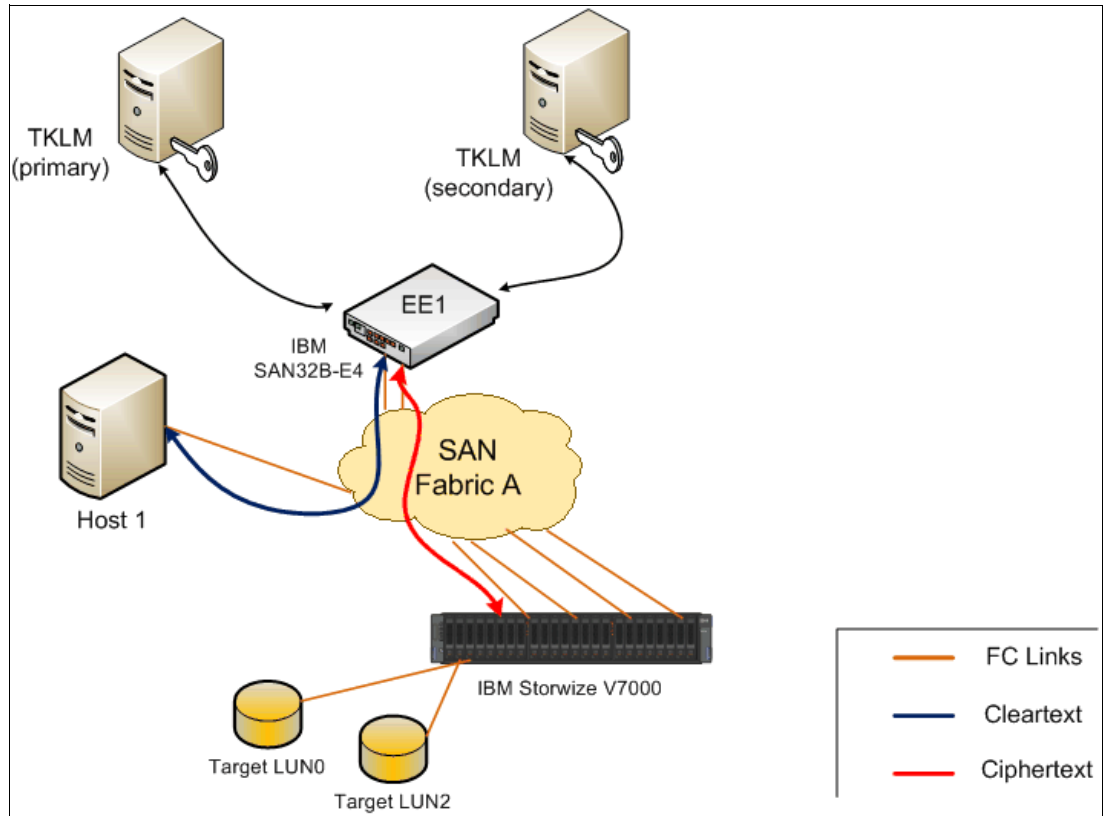 TKLM
(primary)
TKLM
(secondary)
EE1
IBM
SAN32B-E4
SAN
Fabric A
Host 1
IBM Storwize V7000
Target LUN0
Target LUN2
FC Links
Cleartext
Ciphertext